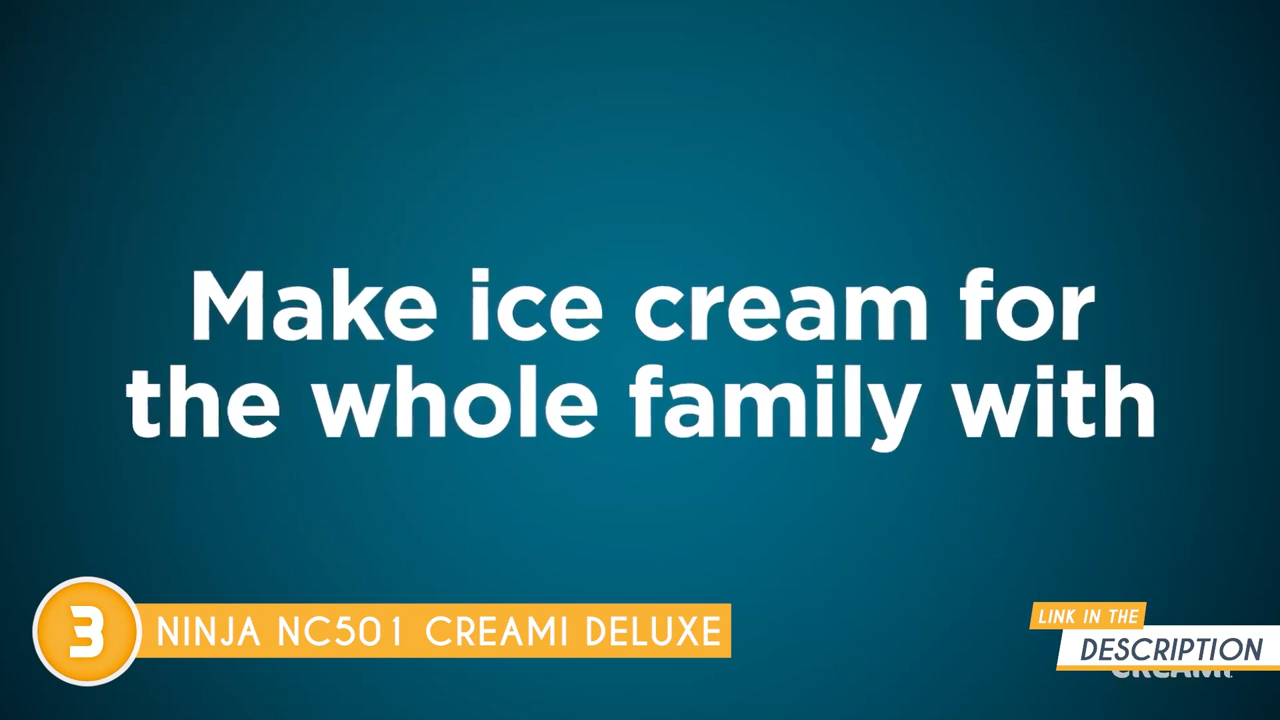 Make ice cream for
the whole family with
3
NINJA NC501 CREAMI DELUXE
LINK IN THE
DESCRIPTION